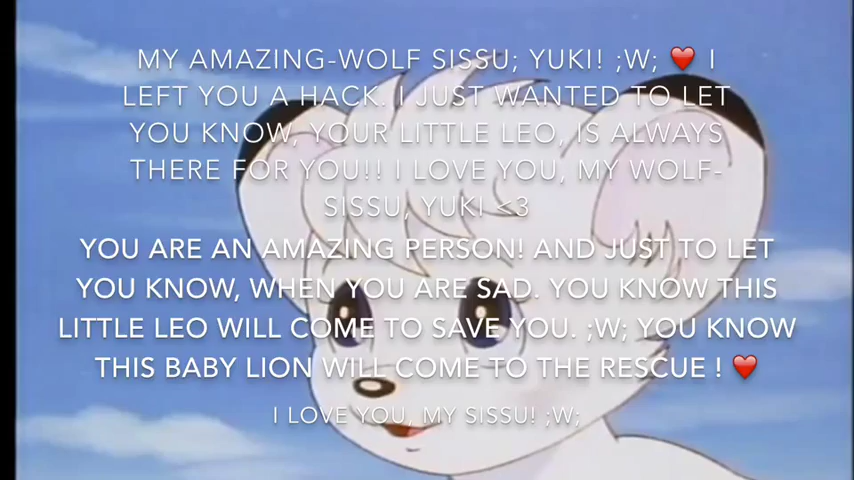 MY AMAZING-WOLF SISSU; YUKI! ;W; ❤️ I
LEFT YOU A HACK. I JUST WANTED TO LET
YOU KNOW, YOUR LITTLE LEO, IS ALWAYS
THERE FOR YOU!! I LOVE YOU, MY WOLF-
SISSU, YUKI <3
YOU ARE AN AMAZING PERSON! AND JUST TO LET
YOU KNOW, WHEN YOU ARE SAD. YOU KNOW THIS
LITTLE LEO WILL COME TO SAVE YOU. ;W; YOU KNOW
THIS BABY LION WILL COME TO THE RESCUE ! ❤️
I LOVE YOU, MY SISSU! ;W;